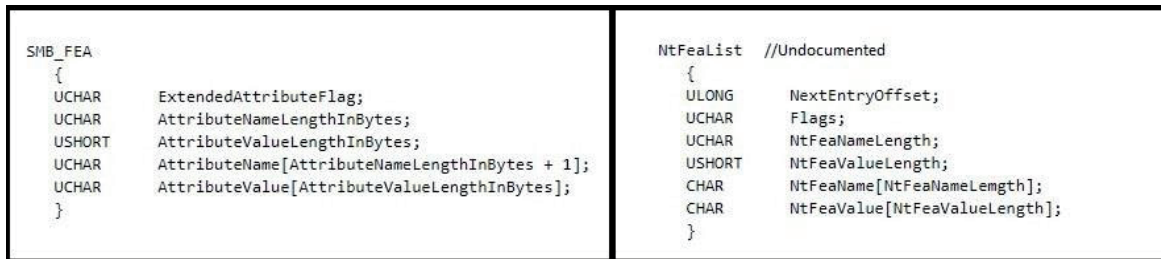 SMB_FEA
{
UCHAR ExtendedAttributeFlag;
UCHAR AttributeNameLengthInBytes;
USHORT AttributeValueLengthInBytes;
UCHAR AttributeName[AttributeNameLengthInBytes + 1];
UCHAR AttributeValue[AttributeValueLengthInBytes];
}
NtFeaList //Undocumented
{
ULONG NextEntryOffset;
UCHAR Flags;
UCHAR NtFeaNameLength;
USHORT NtFeaValueLength;
CHAR NtFeaName[NtFeaNameLemgth];
CHAR NtFeaValue[NtFeaValueLength];
}